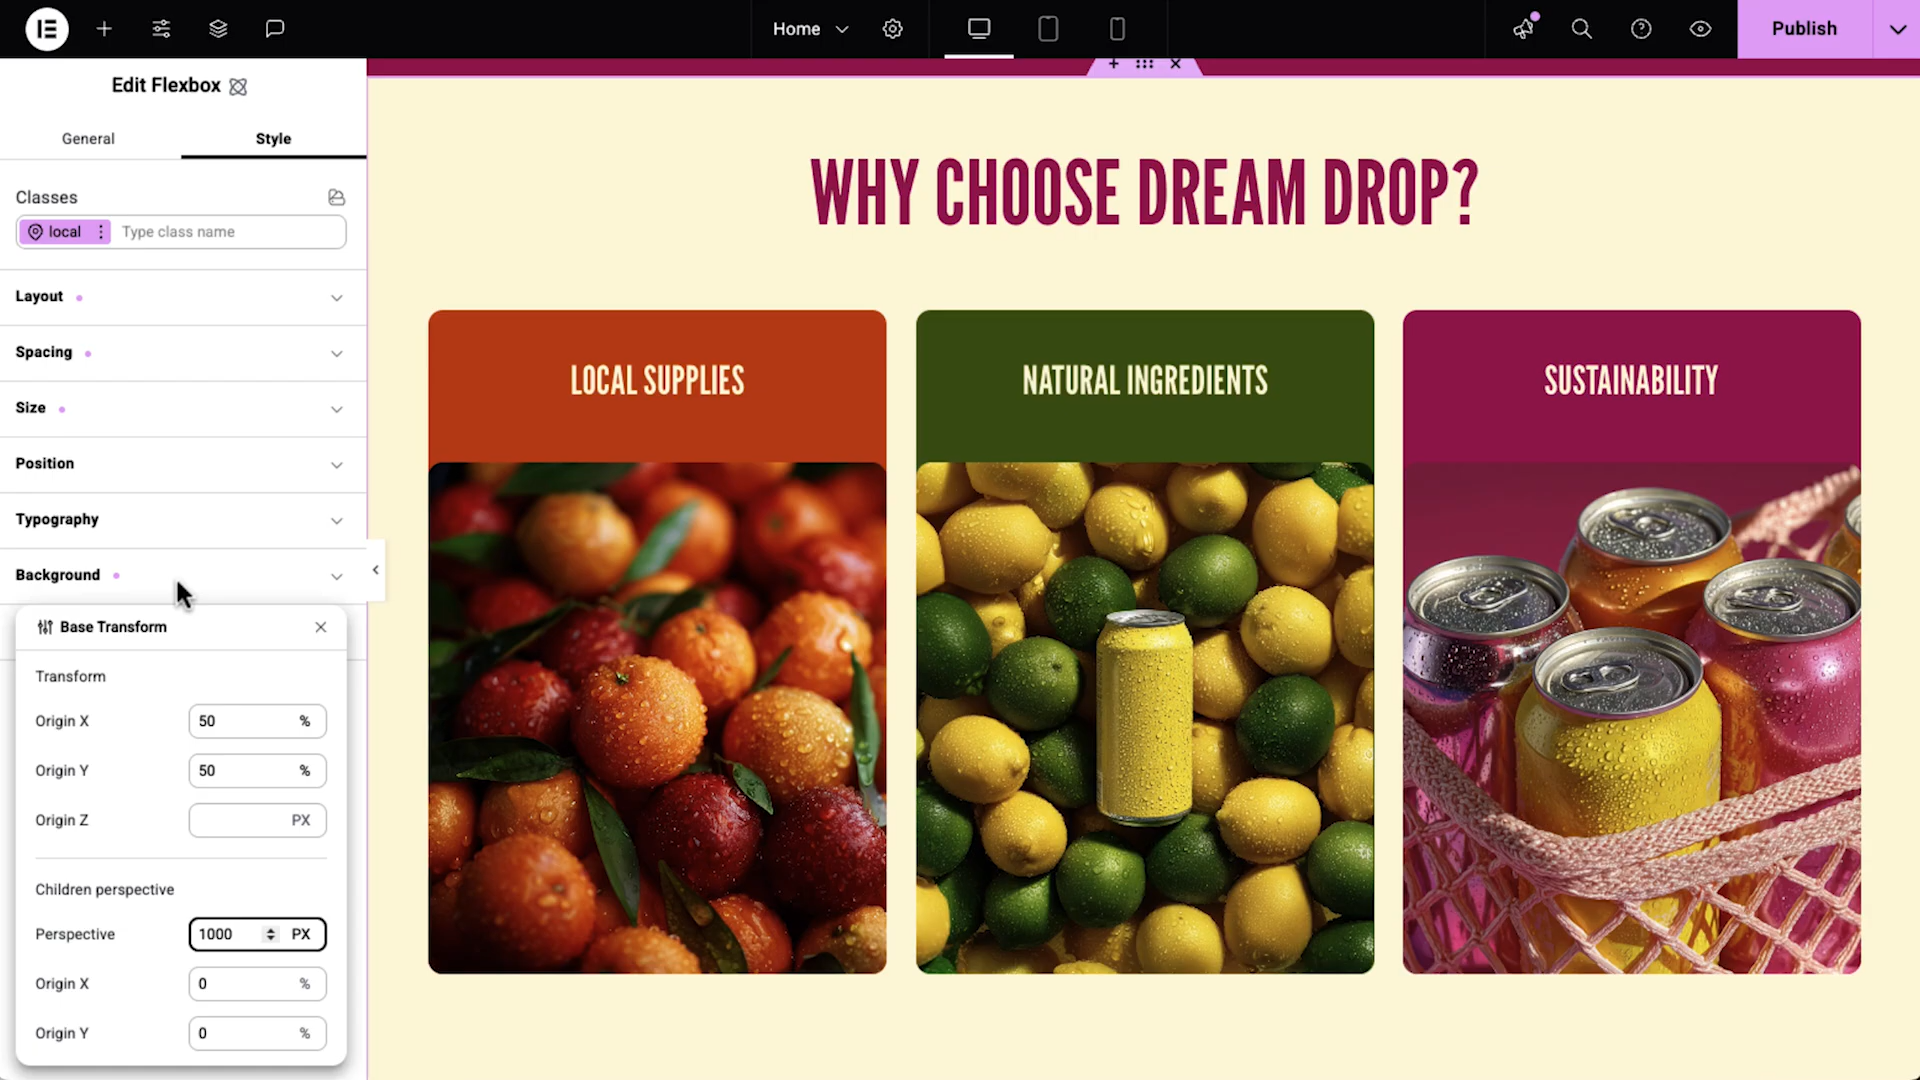 Home
Publish
Edit Flexbox
General
Style
Classes
local
Type class name
Layout
Spacing
Size
Position
Typography
Background
Base Transform
Transform
Origin X 50 %
Origin Y 50 %
Origin Z PX
Children perspective
Perspective 1000 PX
Origin X 0 %
Origin Y 0 %
WHY CHOOSE DREAM DROP?
LOCAL SUPPLIES
NATURAL INGREDIENTS
SUSTAINABILITY